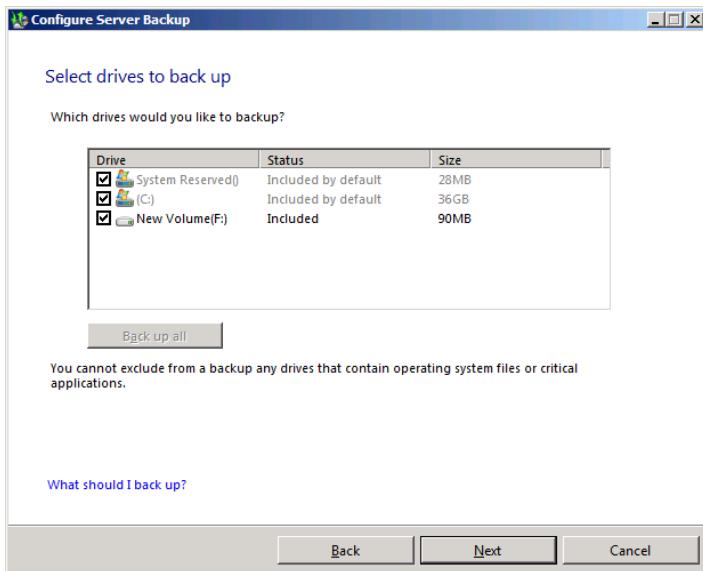 Configure Server Backup
Select drives to back up
Which drives would you like to backup?
Drive Status Size
System Reserved() Included by default 28MB
(C:) Included by default 36GB
New Volume(F:) Included 90MB
Back up all
You cannot exclude from a backup any drives that contain operating system files or critical
applications.
What should I back up?
Back Next Cancel